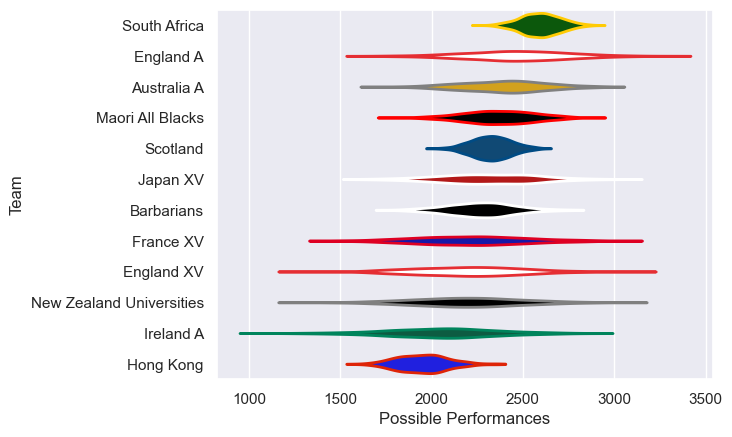 South Africa
England A
Australia A
Maori All Blacks
Scotland
Japan XV
Barbarians
France XV
England XV
New Zealand Universities
Ireland A
Hong Kong
Team
1000 1500 2000 2500 3000 3500
Possible Performances